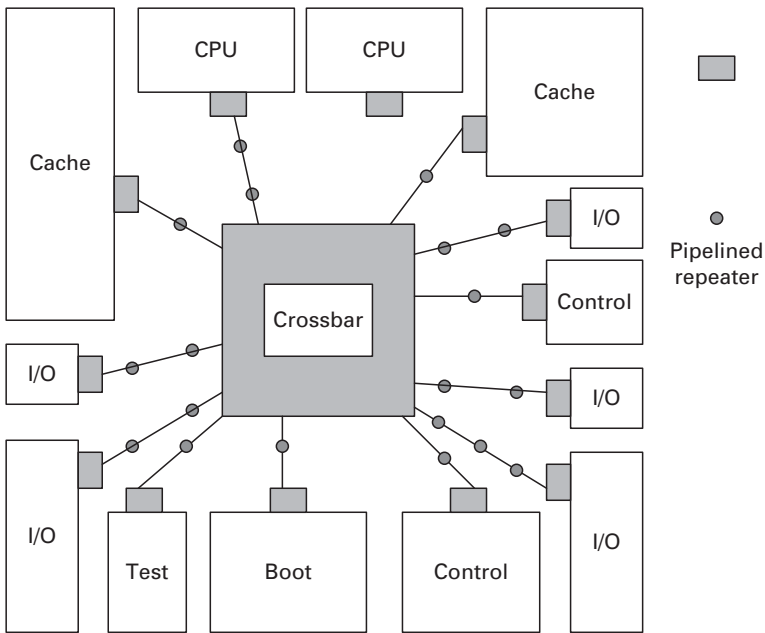 CPU
CPU
Cache
Cache
I/O
Pipelined
repeater
Control
Crossbar
I/O
I/O
I/O
Test
Boot
Control
I/O